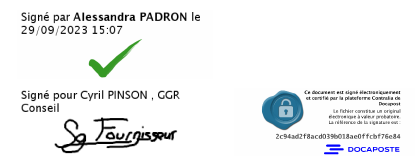 Signé par Alessandra PADRON le
29/09/2023 15:07
Signé pour Cyril PINSON , GGR
Conseil
Sg Fournisseur
Ce document est signé électroniquement
et certifié par la plateforme Contralia de
Docapost
Le fichier constitue un original
électronique à valeur probatoire.
La référence de la signature est :
2c94ad2f8acd039b018ae0ffcbf76e84
DOCAPOSTE